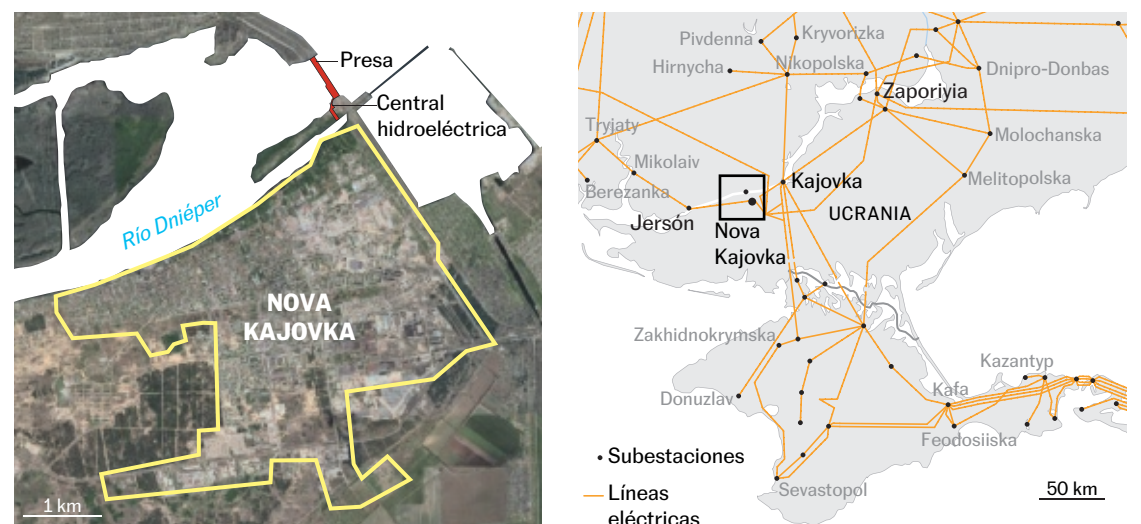 Presa
Central
hidroeléctrica
Río Dniéper
NOVA
KAJOVKA
1 km
Pivdenna
Kryvorizka
Hirnycha
Nikopolska
Dnipro-Donbas
Zaporiyia
Tryjaty
Molochanska
Mikolaiv
Berezanka
Kajovka
Melitopolska
Jersón
UCRANIA
Nova
Kajovka
Zakhidnokrymska
Kazantyp
Donuzlav
Kafa
Feodosiiska
Subestaciones
Sevastopol
50 km
Líneas
eléctricas